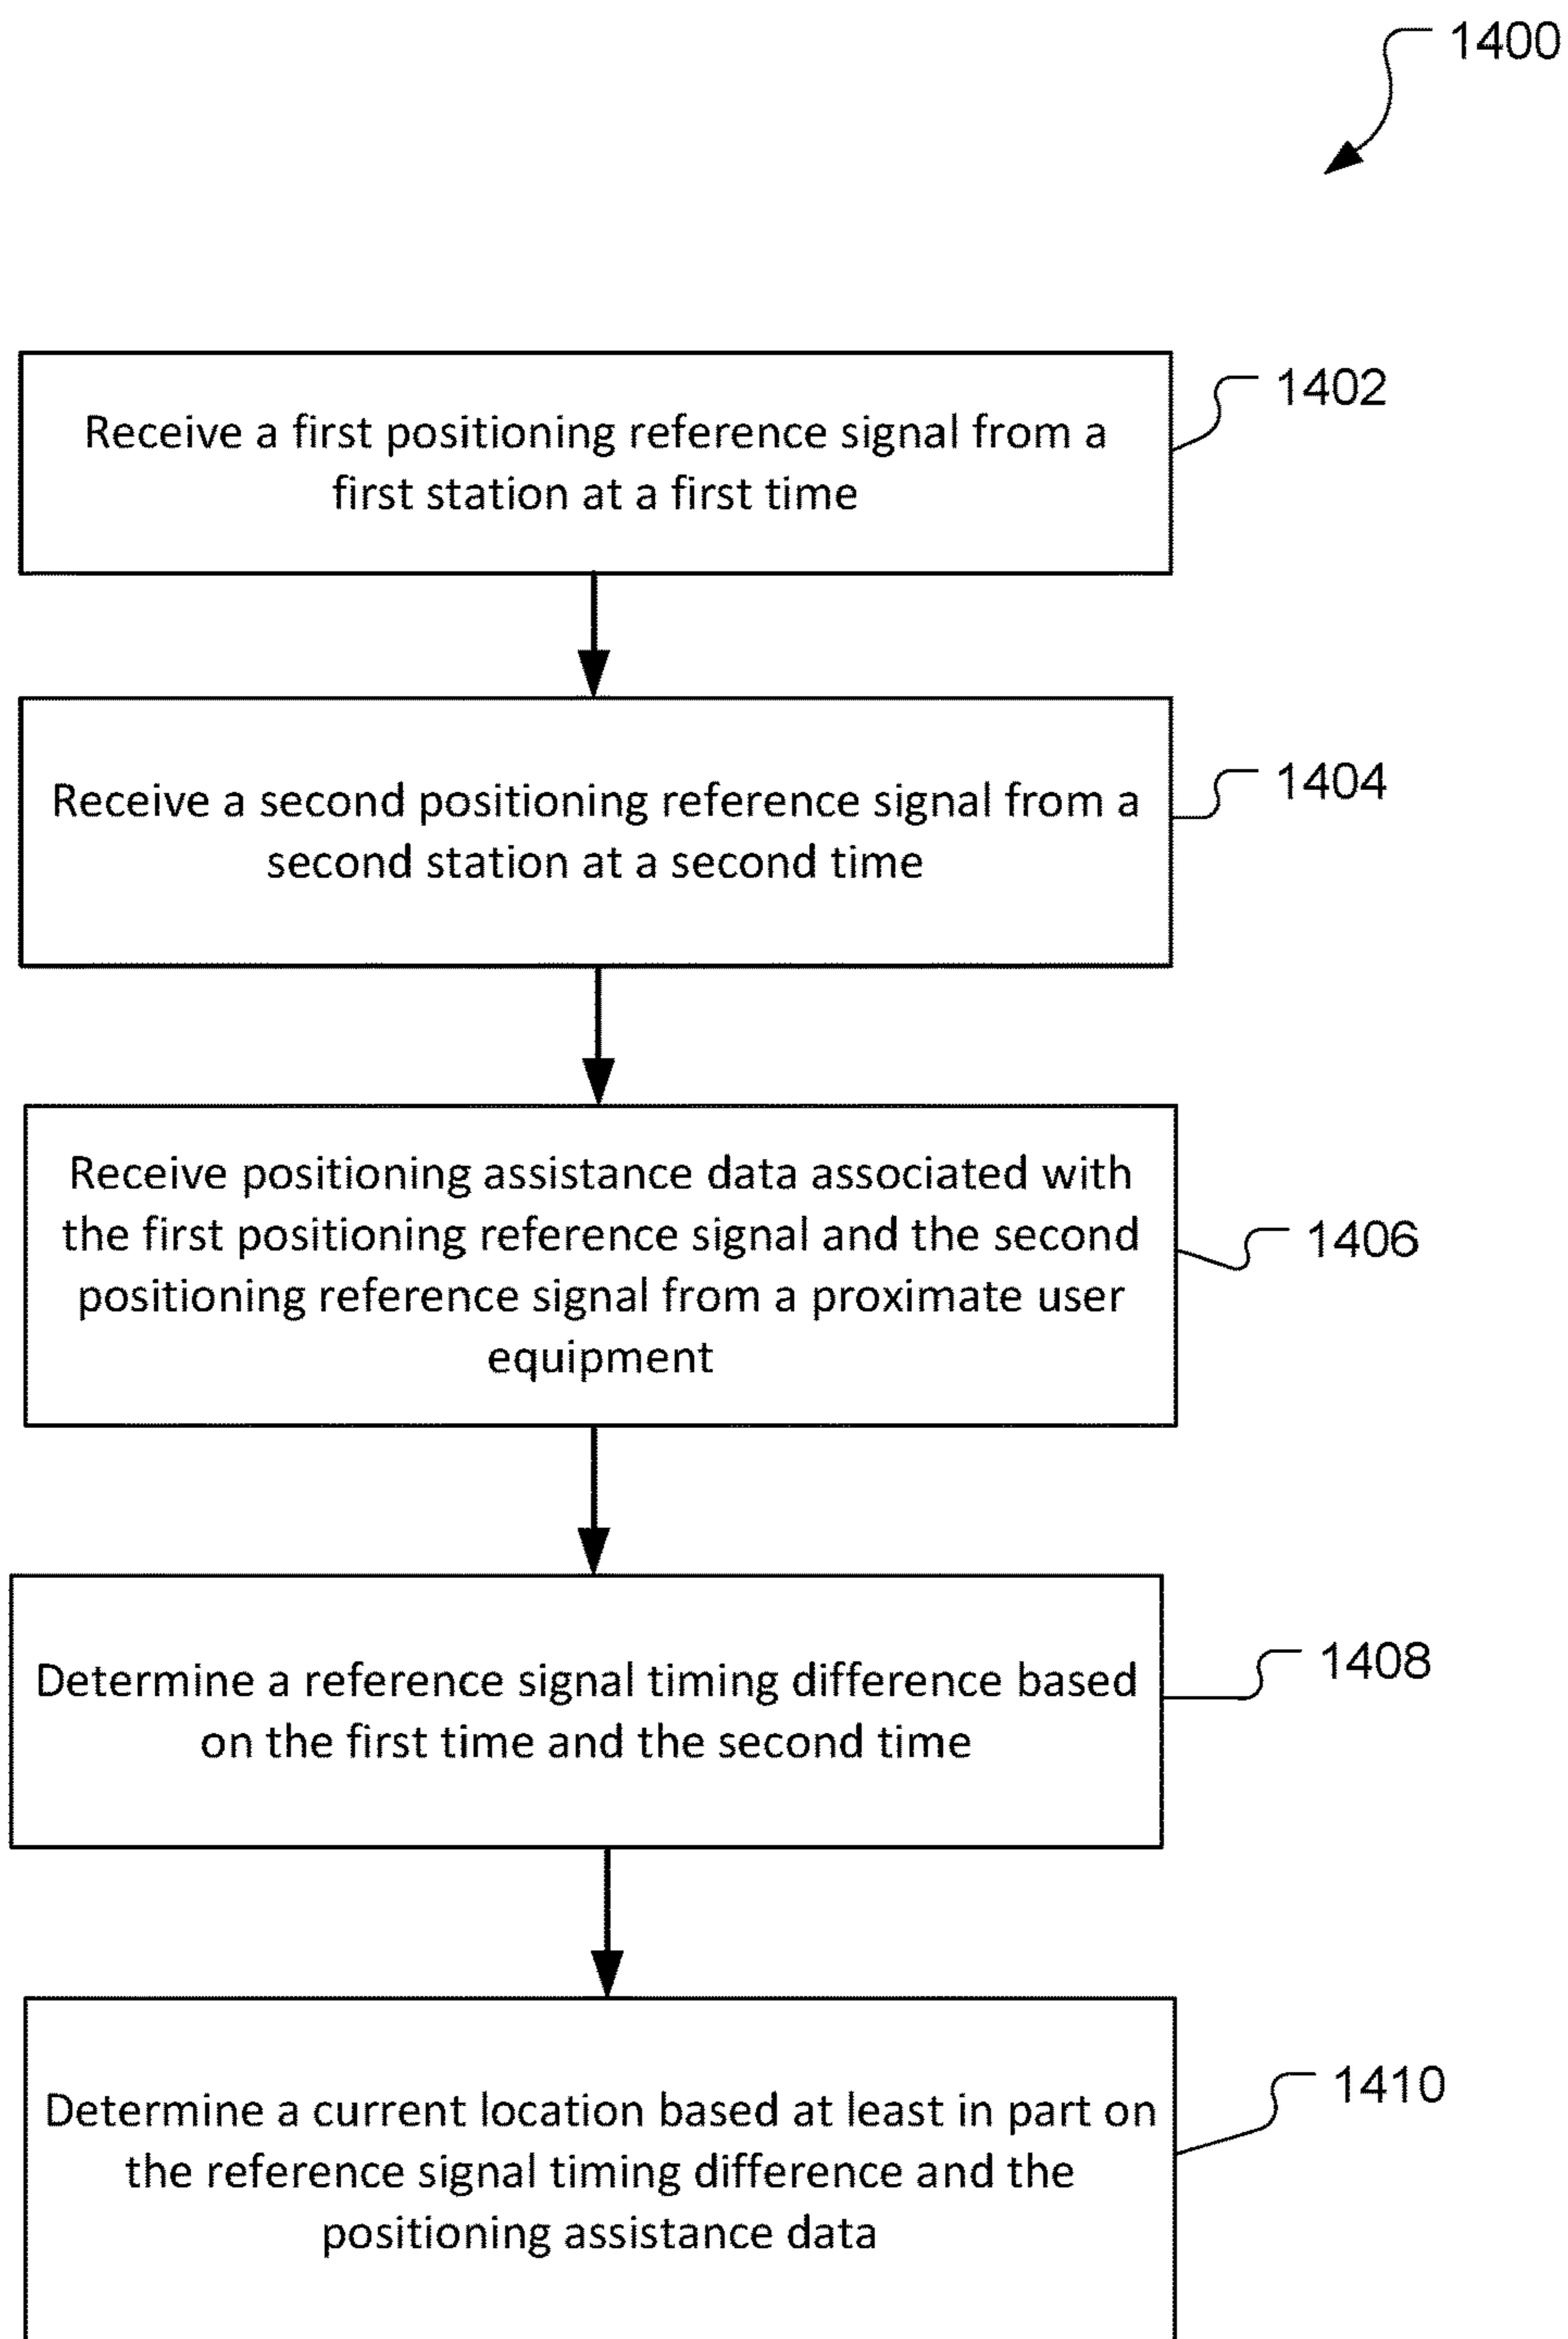 1400
Receive a first positioning reference signal from a
first station at a first time
1402
Receive a second positioning reference signal from a
second station at a second time
1404
Receive positioning assistance data associated with
the first positioning reference signal and the second
positioning reference signal from a proximate user
equipment
1406
Determine a reference signal timing difference based
on the first time and the second time
1408
Determine a current location based at least in part on
the reference signal timing difference and the
positioning assistance data
1410